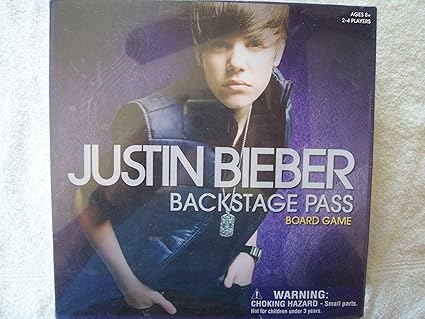 AGES 8+
2-4 PLAYERS
JUSTIN BIEBER
BACKSTAGE PASS
BOARD GAME
WARNING:
CHOKING HAZARD - Small parts.
Not for children under 3 years.